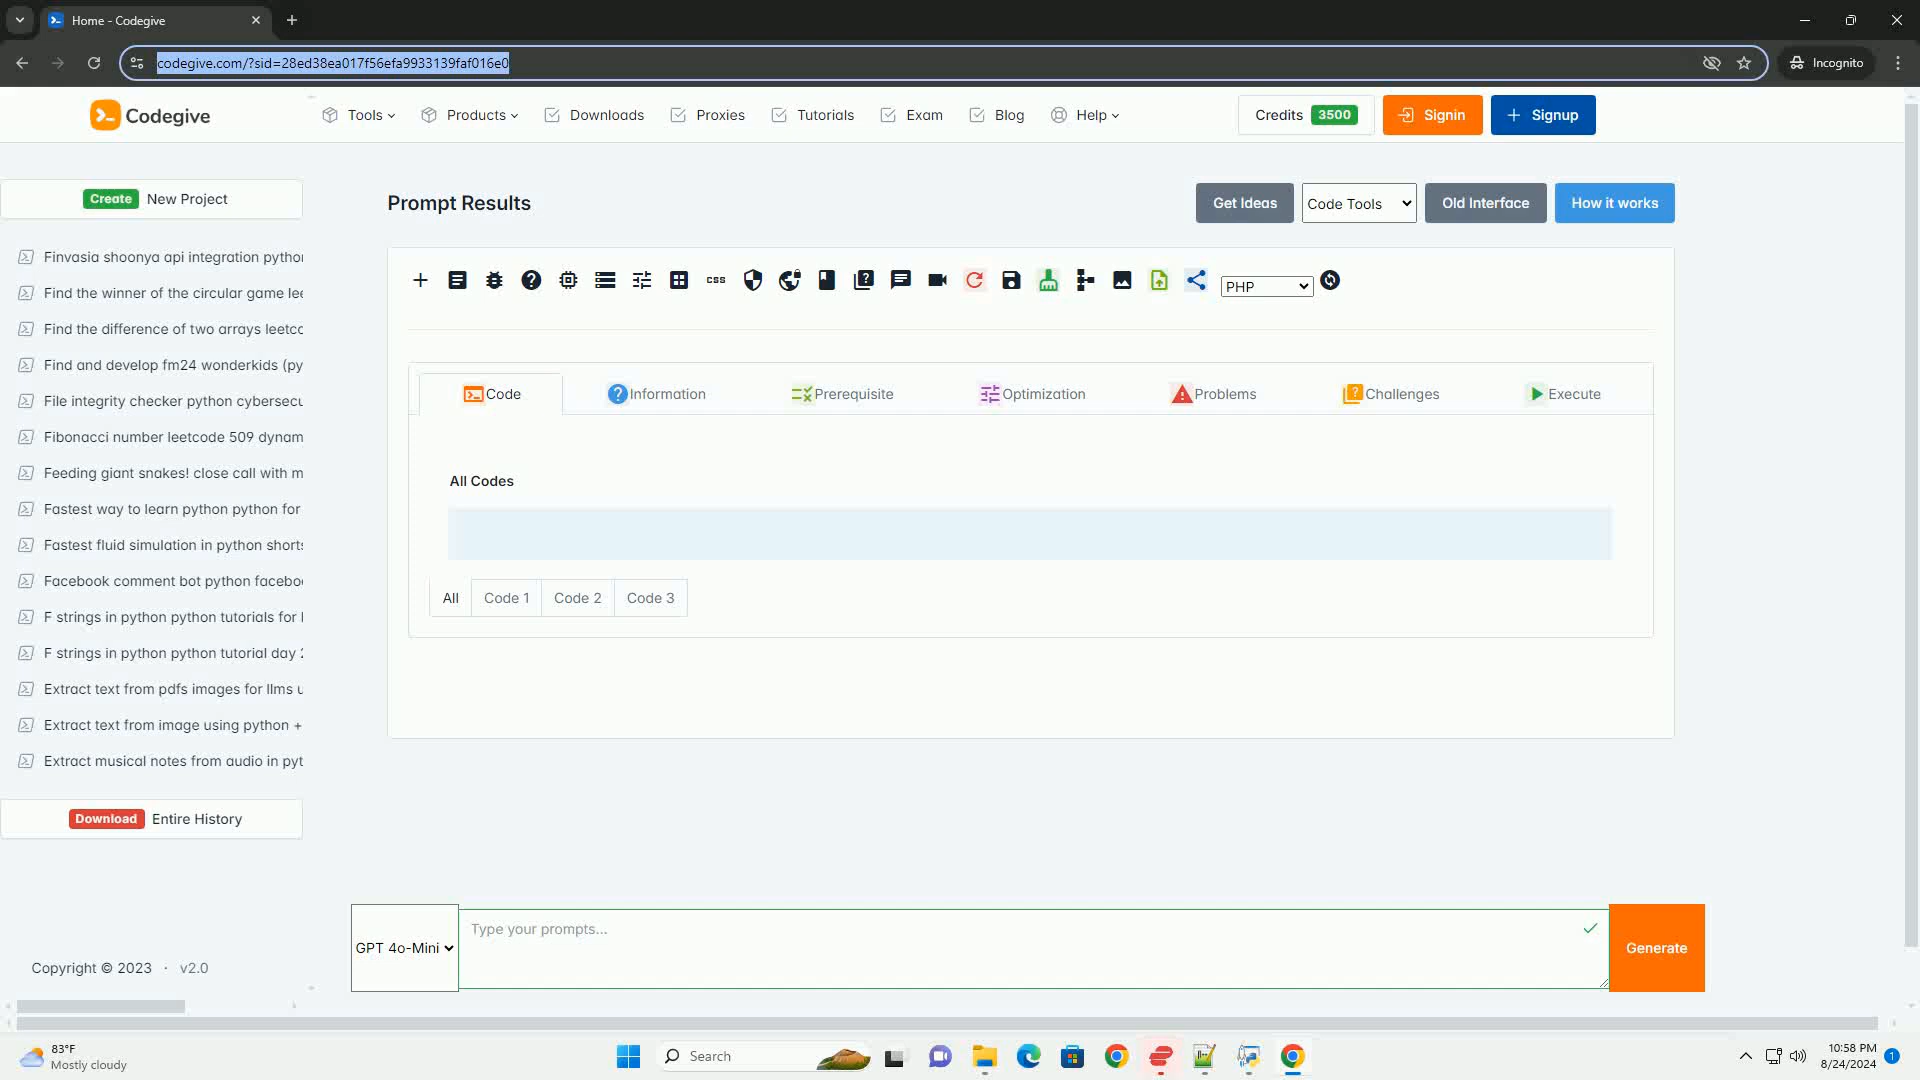 Home - Codegive
codegive.com/?sid=28ed38ea017f56efa9933139faf016e0
Incognito
Codegive
Tools
Products
Downloads
Proxies
Tutorials
Exam
Blog
Help
Credits 3500
Signin
Signup
Create New Project
Finvasia shoonya api integration python
Find the winner of the circular game lee
Find the difference of two arrays leetco
Find and develop fm24 wonderkids (py
File integrity checker python cybersecu
Fibonacci number leetcode 509 dynam
Feeding giant snakes! close call with m
Fastest way to learn python python for
Fastest fluid simulation in python shorts
Facebook comment bot python facebo
F strings in python python tutorials for
F strings in python python tutorial day 2
Extract text from pdfs images for llms u
Extract text from image using python +
Extract musical notes from audio in pyt
Download Entire History
Copyright © 2023 · v2.0
Prompt Results
Get Ideas
Code Tools
Old Interface
How it works
css
PHP
Code
Information
Prerequisite
Optimization
Problems
Challenges
Execute
All Codes
All
Code 1
Code 2
Code 3
GPT 4o-Mini
Type your prompts...
Generate
83°F
Mostly cloudy
Search
10:58 PM
8/24/2024
1